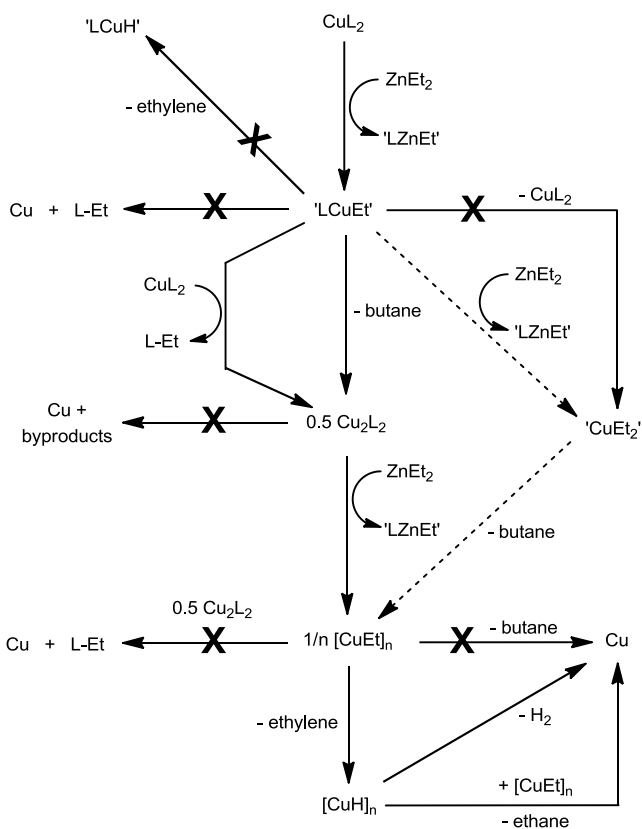 'LCuH'
CuL₂
- ethylene
ZnEt₂
'LZnEt'
Cu + L-Et
X
X
'LCuEt'
X
- CuL₂
CuL₂
L-Et
- butane
ZnEt₂
'LZnEt'
Cu +
byproducts
X
0.5 Cu₂L₂
'CuEt₂'
ZnEt₂
'LZnEt'
- butane
Cu + L-Et
0.5 Cu₂L₂
X
1/n [CuEt]ₙ
X
- butane
Cu
- ethylene
- H₂
[CuH]ₙ
+ [CuEt]ₙ
- ethane